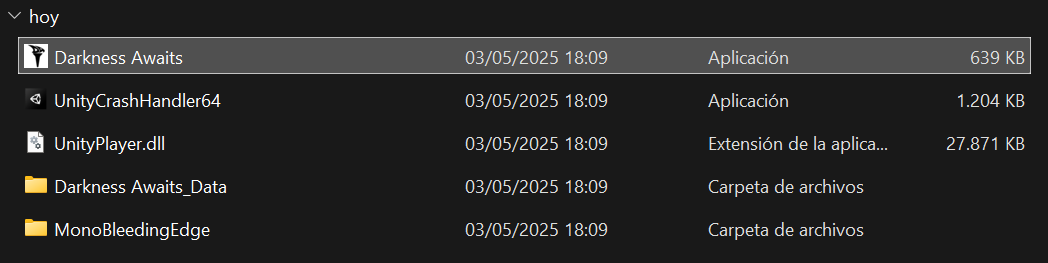 hoy
Darkness Awaits 03/05/2025 18:09 Aplicación 639 KB
UnityCrashHandler64 03/05/2025 18:09 Aplicación 1.204 KB
UnityPlayer.dll 03/05/2025 18:09 Extensión de la aplica... 27.871 KB
Darkness Awaits_Data 03/05/2025 18:09 Carpeta de archivos
MonoBleedingEdge 03/05/2025 18:09 Carpeta de archivos